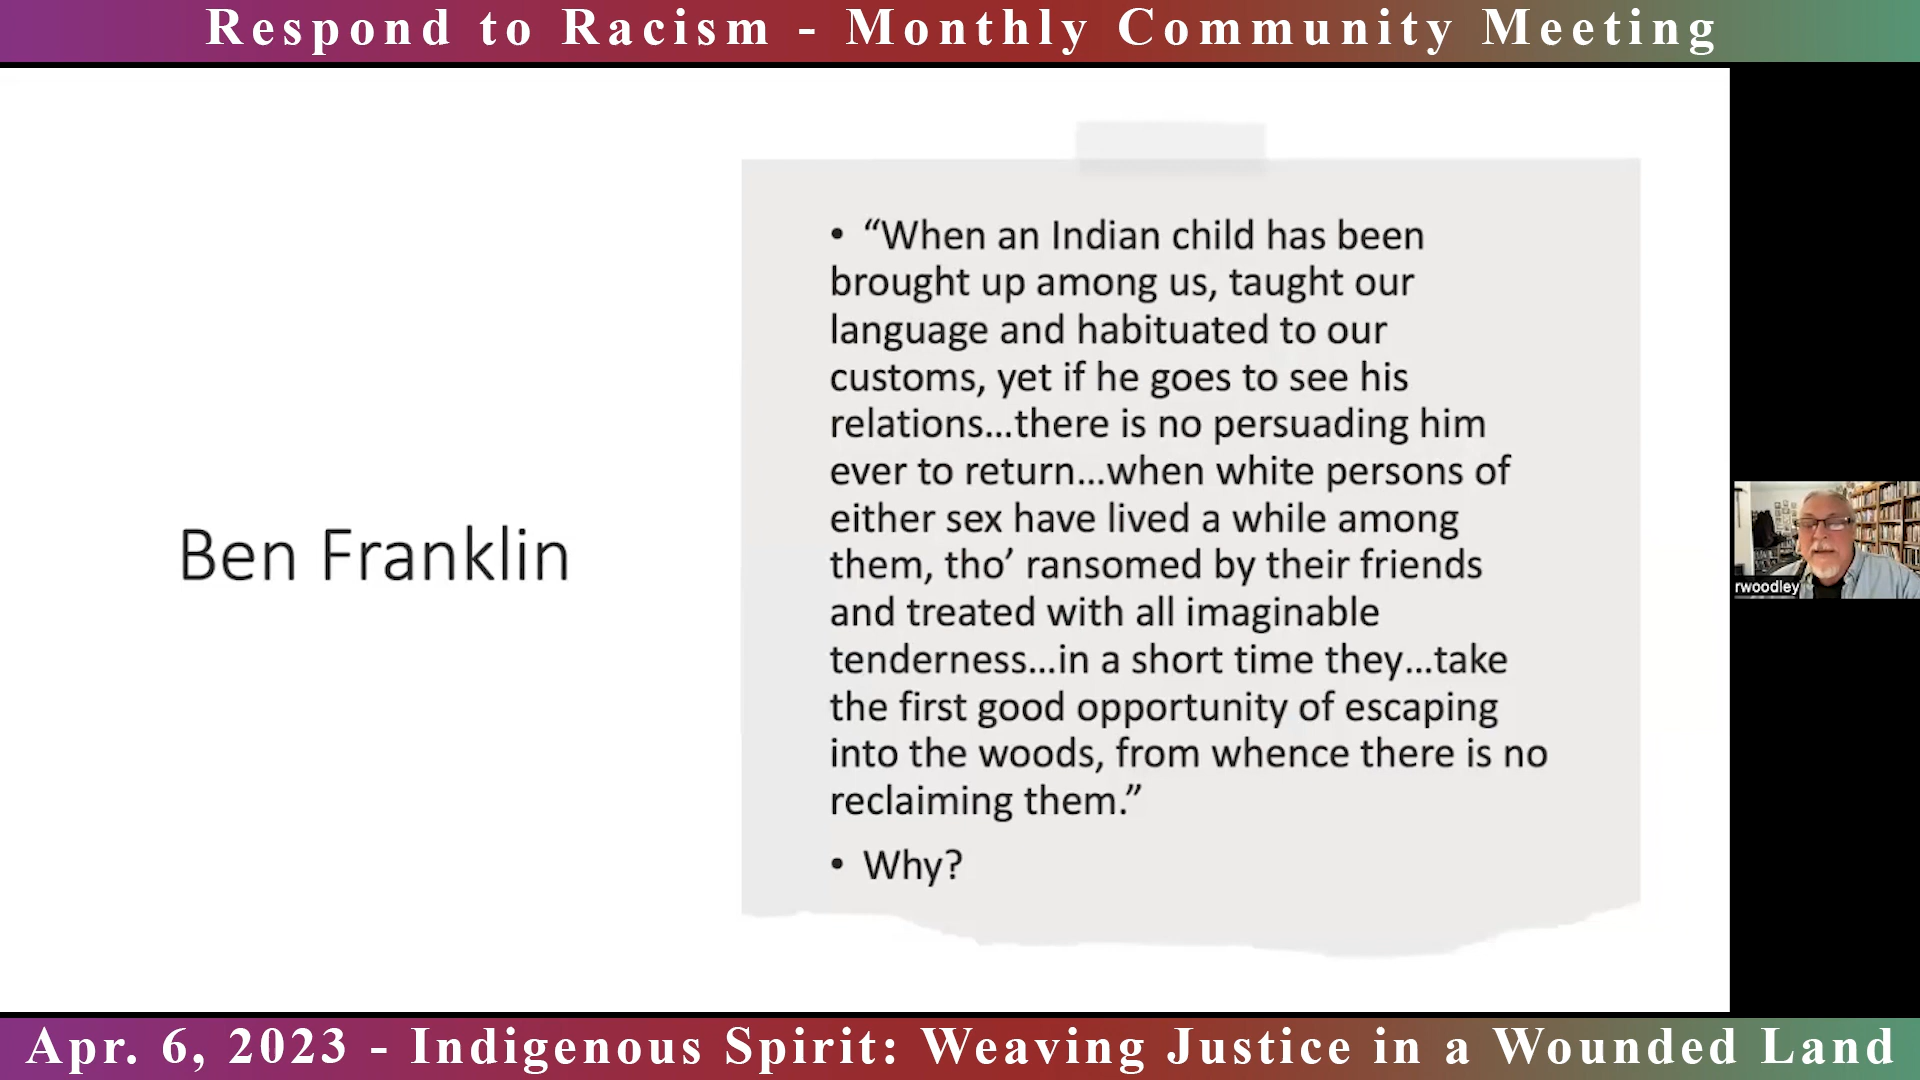 Respond to Racism - Monthly Community Meeting
Ben Franklin
• “When an Indian child has been
brought up among us, taught our
language and habituated to our
customs, yet if he goes to see his
relations...there is no persuading him
ever to return...when white persons of
either sex have lived a while among
them, tho’ ransomed by their friends
and treated with all imaginable
tenderness...in a short time they...take
the first good opportunity of escaping
into the woods, from whence there is no
reclaiming them.”
• Why?
rwoodley
Apr. 6, 2023 - Indigenous Spirit: Weaving Justice in a Wounded Land